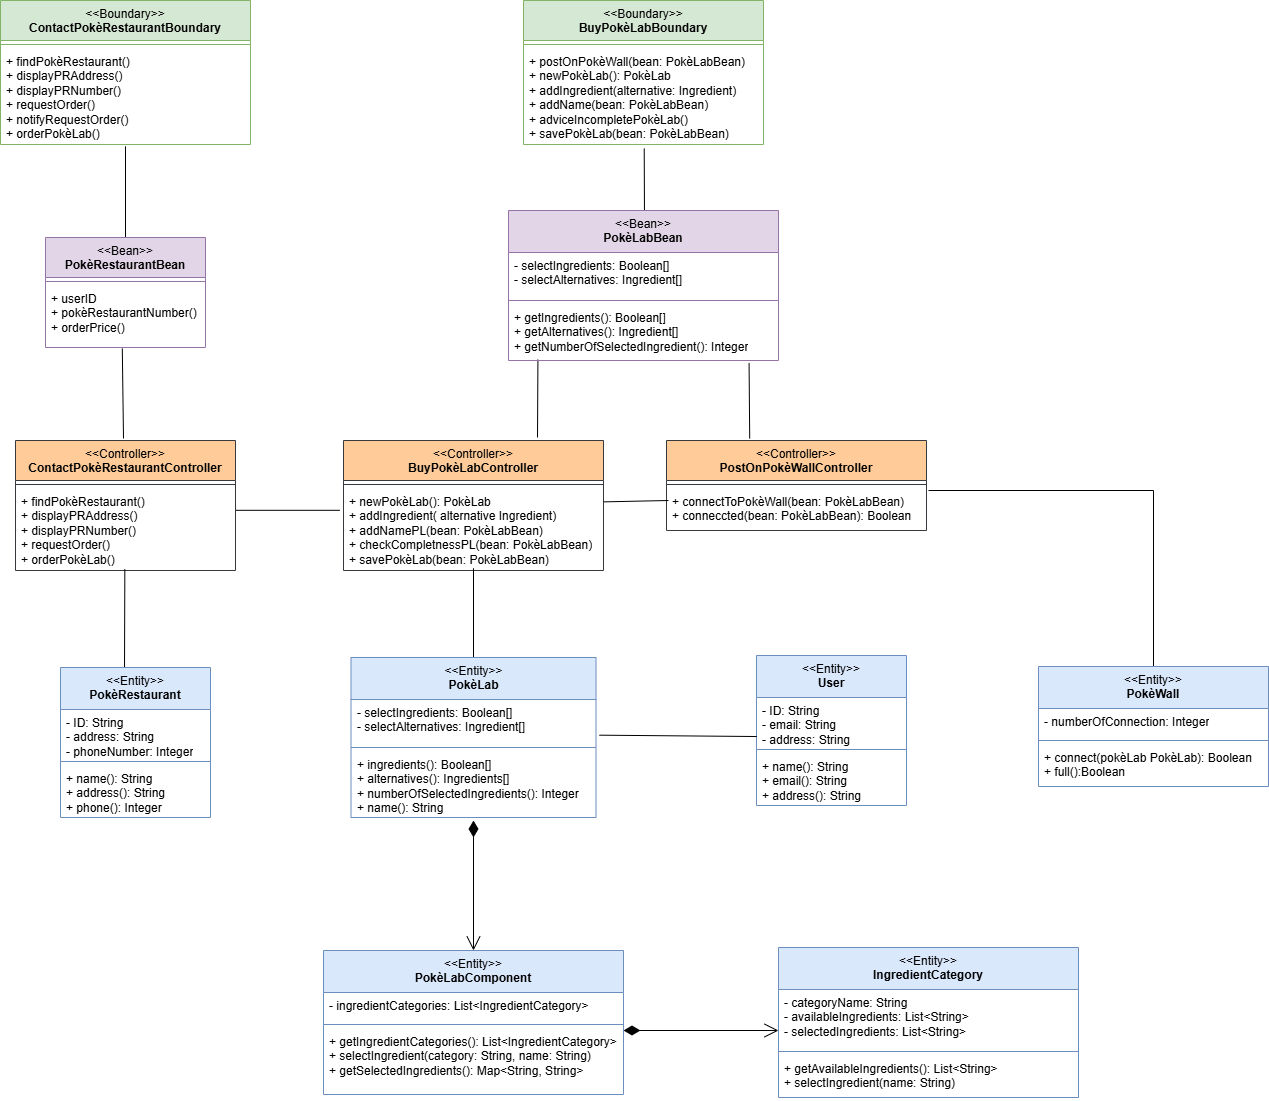 <<Boundary>>
ContactPokèRestaurantBoundary
+ findPokèRestaurant()
+ displayPRAddress()
+ displayPRNumber()
+ requestOrder()
+ notifyRequestOrder()
+ orderPokèLab()
<<Boundary>>
BuyPokèLabBoundary
+ postOnPokèWall(bean: PokèLabBean)
+ newPokèLab(): PokèLab
+ addIngredient(alternative: Ingredient)
+ addName(bean: PokèLabBean)
+ adviceIncompletePokèLab()
+ savePokèLab(bean: PokèLabBean)
<<Bean>>
PokèRestaurantBean
+ userID
+ pokèRestaurantNumber()
+ orderPrice()
<<Bean>>
PokèLabBean
- selectIngredients: Boolean[]
- selectAlternatives: Ingredient[]
+ getIngredients(): Boolean[]
+ getAlternatives(): Ingredient[]
+ getNumberOfSelectedIngredient(): Integer
<<Controller>>
ContactPokèRestaurantController
+ findPokèRestaurant()
+ displayPRAddress()
+ displayPRNumber()
+ requestOrder()
+ orderPokèLab()
<<Controller>>
BuyPokèLabController
+ newPokèLab(): PokèLab
+ addIngredient( alternative Ingredient)
+ addNamePL(bean: PokèLabBean)
+ checkCompletnessPL(bean: PokèLabBean)
+ savePokèLab(bean: PokèLabBean)
<<Controller>>
PostOnPokèWallController
+ connectToPokèWall(bean: PokèLabBean)
+ conneccted(bean: PokèLabBean): Boolean
<<Entity>>
PokèRestaurant
- ID: String
- address: String
- phoneNumber: Integer
+ name(): String
+ address(): String
+ phone(): Integer
<<Entity>>
PokèLab
- selectIngredients: Boolean[]
- selectAlternatives: Ingredient[]
+ ingredients(): Boolean[]
+ alternatives(): Ingredients[]
+ numberOfSelectedIngredients(): Integer
+ name(): String
<<Entity>>
User
- ID: String
- email: String
- address: String
+ name(): String
+ email(): String
+ address(): String
<<Entity>>
PokèWall
- numberOfConnection: Integer
+ connect(pokèLab PokèLab): Boolean
+ full():Boolean
<<Entity>>
PokèLabComponent
- ingredientCategories: List<IngredientCategory>
+ getIngredientCategories(): List<IngredientCategory>
+ selectIngredient(category: String, name: String)
+ getSelectedIngredients(): Map<String, String>
<<Entity>>
IngredientCategory
- categoryName: String
- availableIngredients: List<String>
- selectedIngredients: List<String>
+ getAvailableIngredients(): List<String>
+ selectIngredient(name: String)